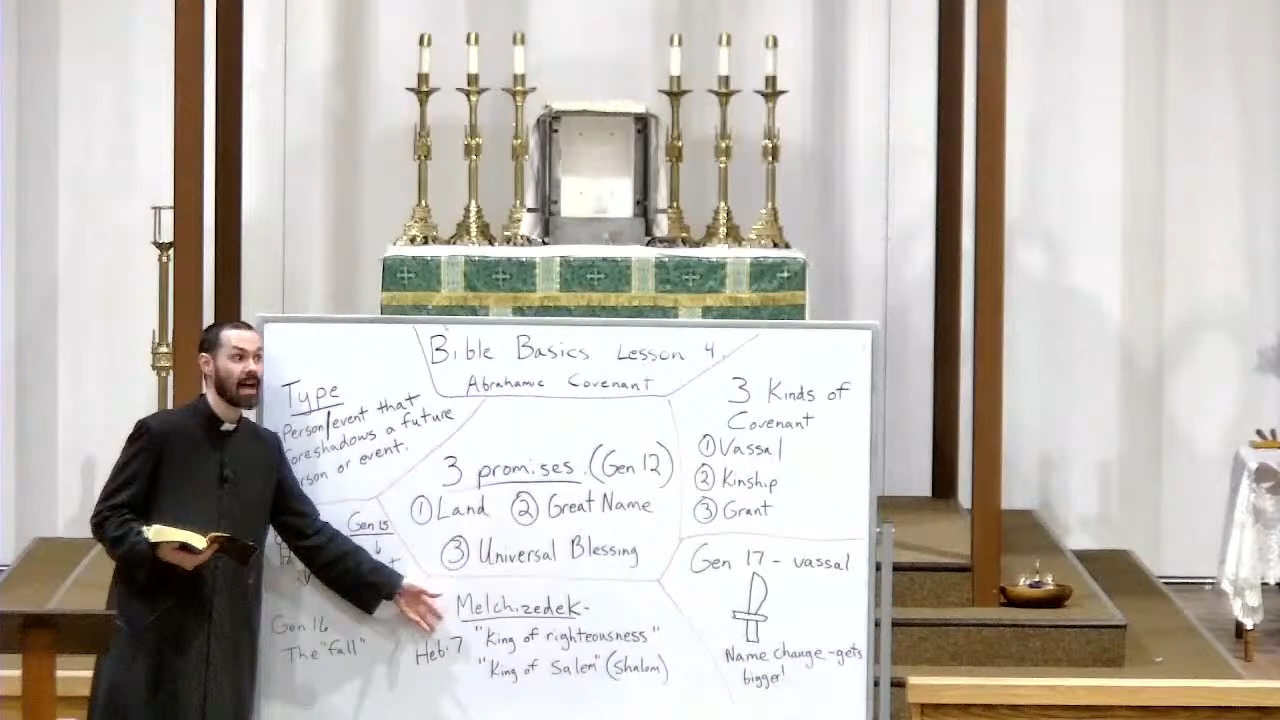 Bible Basics Lesson 4
Abrahamic Covenant
Type
Person/event that
foreshadows a future
rson or event.
3 promises (Gen 12)
① Land ② Great Name
③ Universal Blessing
3 Kinds of
Covenant
① Vassal
② Kinship
③ Grant
Gen 15
Gen 16
The "fall"
Melchizedek-
"King of righteousness"
Heb: 7
"King of Salem" (shalom)
Gen 17 - vassal
Name change-gets
bigger!